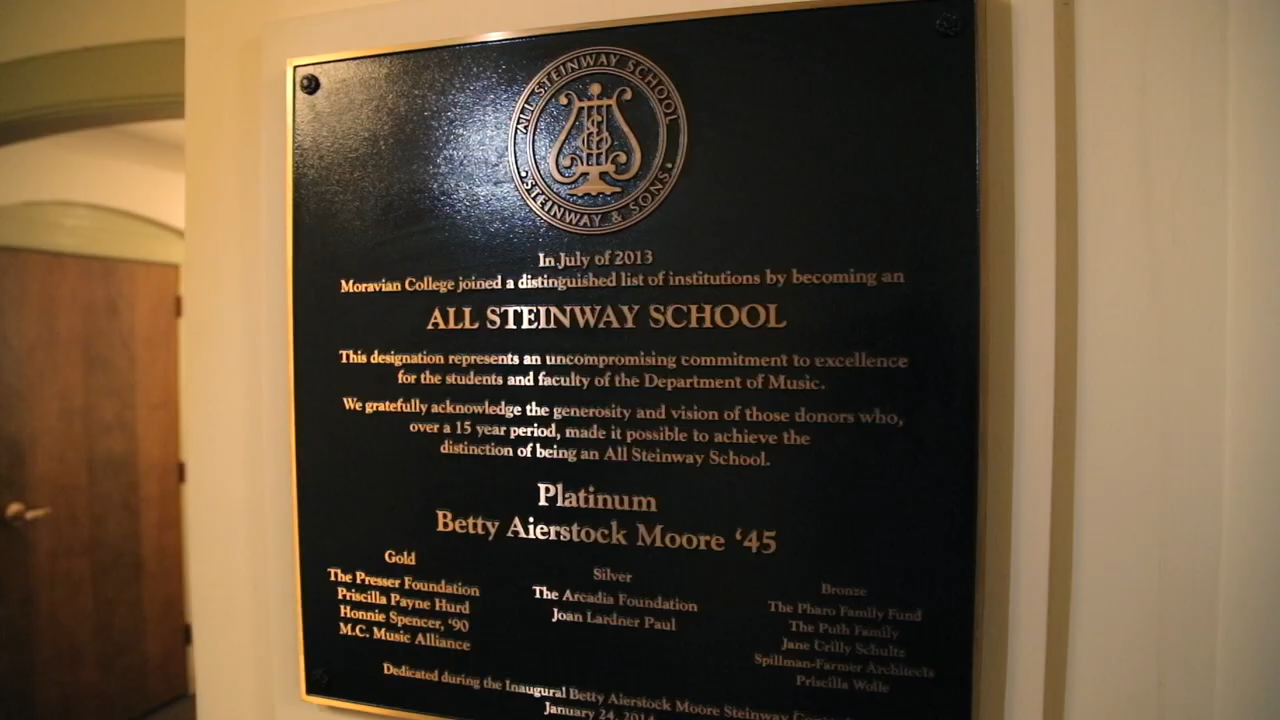 ALL STEINWAY SCHOOL
STEINWAY & SONS
In July of 2013
Moravian College joined a distinguished list of institutions by becoming an
ALL STEINWAY SCHOOL
This designation represents an uncompromising commitment to excellence
for the students and faculty of the Department of Music.
We gratefully acknowledge the generosity and vision of those donors who,
over a 15 year period, made it possible to achieve the
distinction of being an All Steinway School.
Platinum
Betty Aierstock Moore '45
Gold
The Presser Foundation
Priscilla Payne Hurd
Honnie Spencer, '90
M.C. Music Alliance
Silver
The Arcadia Foundation
Joan Lardner Paul
Bronze
The Pharo Family Fund
The Puth Family
Jane Crilly Schultz
Spillman-Farmer Architects
Priscilla Wolle
Dedicated during the Inaugural Betty Aierstock Moore Steinway
January 24, 2014